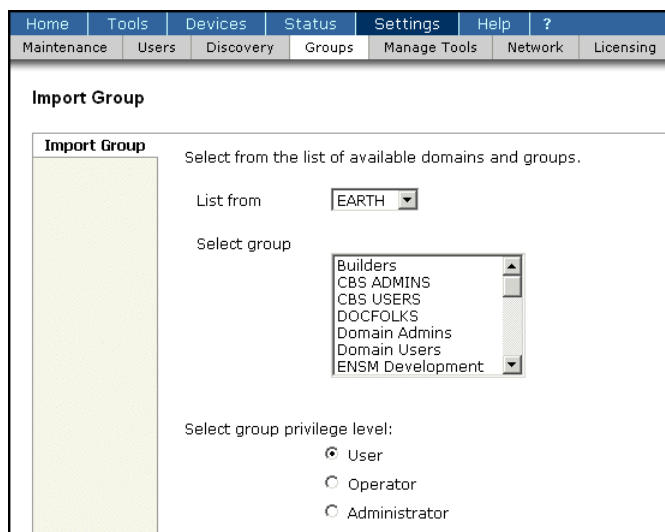 Home Tools Devices Status Settings Help ?
Maintenance Users Discovery Groups Manage Tools Network Licensing
Import Group
Import Group
Select from the list of available domains and groups.
List from EARTH
Select group
Builders
CBS ADMINS
CBS USERS
DOCFOLKS
Domain Admins
Domain Users
ENSM Development
Select group privilege level:
User
Operator
Administrator